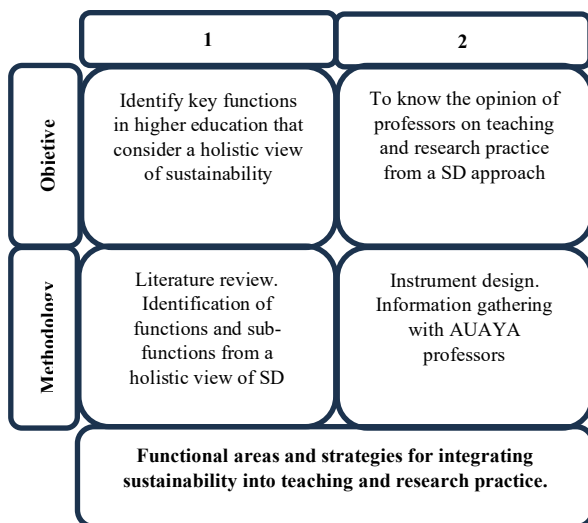 1
2
Objetive
Identify key functions
in higher education that
consider a holistic view
of sustainability
To know the opinion of
professors on teaching
and research practice
from a SD approach
Methodology
Literature review.
Identification of
functions and sub-
functions from a
holistic view of SD
Instrument design.
Information gathering
with AUAYA
professors
Functional areas and strategies for integrating
sustainability into teaching and research practice.